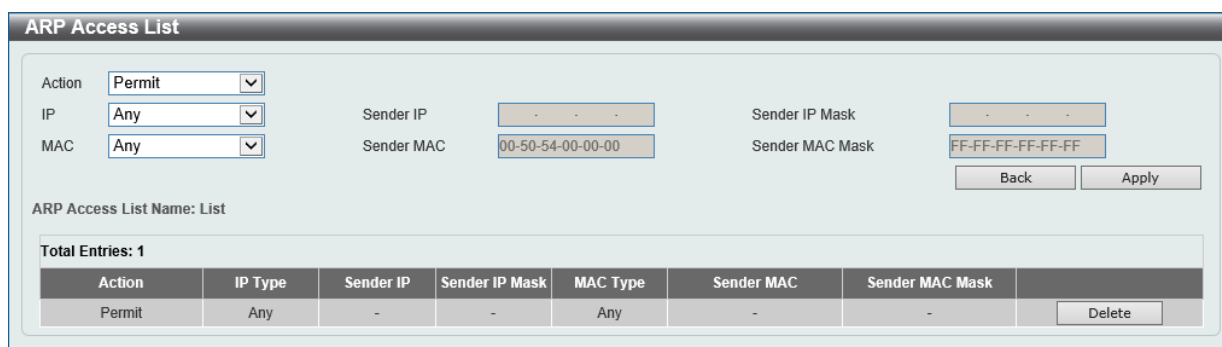 ARP Access List
Action Permit
IP Any Sender IP . . . Sender IP Mask . . .
MAC Any Sender MAC 00-50-54-00-00-00 Sender MAC Mask FF-FF-FF-FF-FF-FF
Back Apply
ARP Access List Name: List
Total Entries: 1
Action IP Type Sender IP Sender IP Mask MAC Type Sender MAC Sender MAC Mask
Permit Any - - Any - - Delete